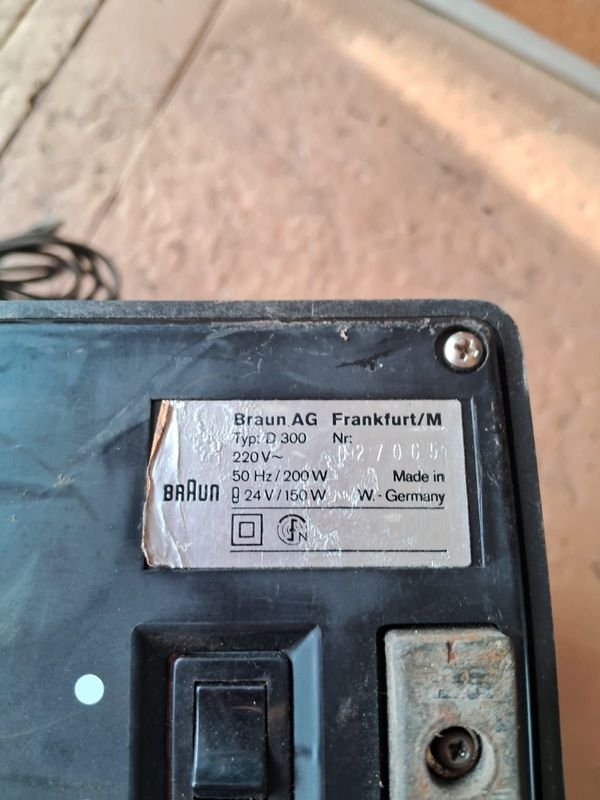 Braun AG Frankfurt/M
Typ: D 300 Nr:
220 V~
50 Hz/200 W Made in
BRAUN 24 V/150 W W.-Germany
N